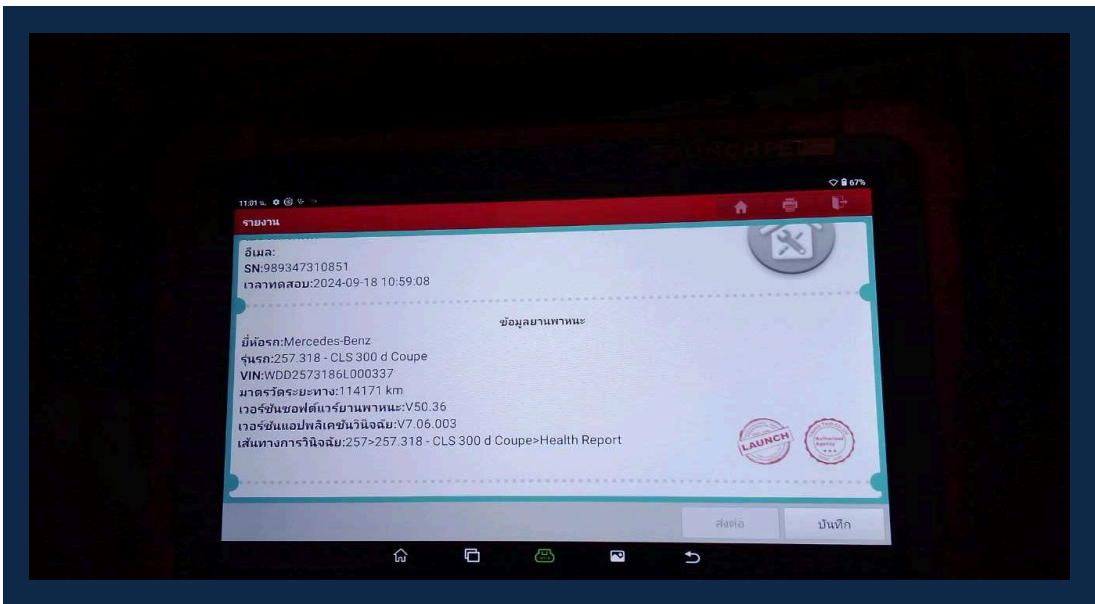 11:01 น.
67%
รายงาน
อีเมล:
SN:989347310851
เวลาทดสอบ:2024-09-18 10:59:08
ข้อมูลยานพาหนะ
ยี่ห้อรถ:Mercedes-Benz
รุ่นรถ:257.318 - CLS 300 d Coupe
VIN:WDD2573186L000337
มาตรวัดระยะทาง:114171 km
เวอร์ชันซอฟต์แวร์ยานพาหนะ:V50.36
เวอร์ชันแอปพลิเคชันวินิจฉัย:V7.06.003
เส้นทางการวินิจฉัย:257>257.318 - CLS 300 d Coupe>Health Report
LAUNCH
ส่งต่อ
บันทึก